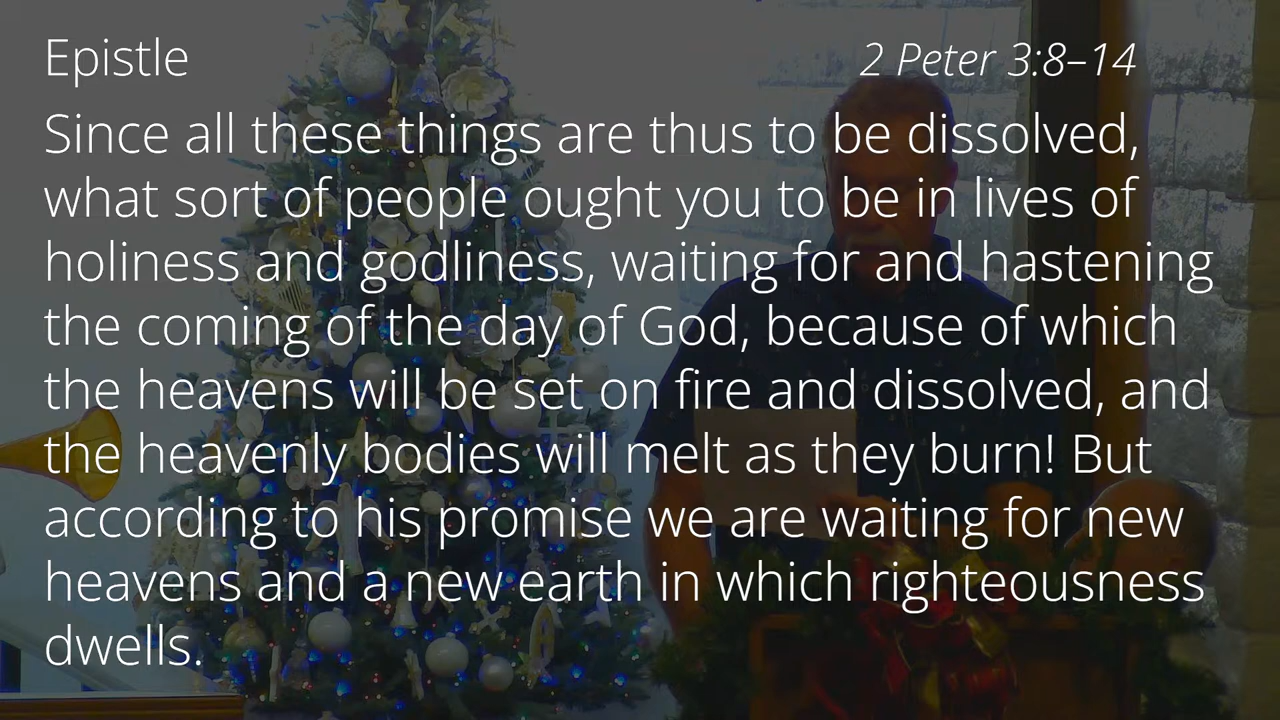 Epistle 2 Peter 3:8–14
Since all these things are thus to be dissolved,
what sort of people ought you to be in lives of
holiness and godliness, waiting for and hastening
the coming of the day of God, because of which
the heavens will be set on fire and dissolved, and
the heavenly bodies will melt as they burn! But
according to his promise we are waiting for new
heavens and a new earth in which righteousness
dwells.